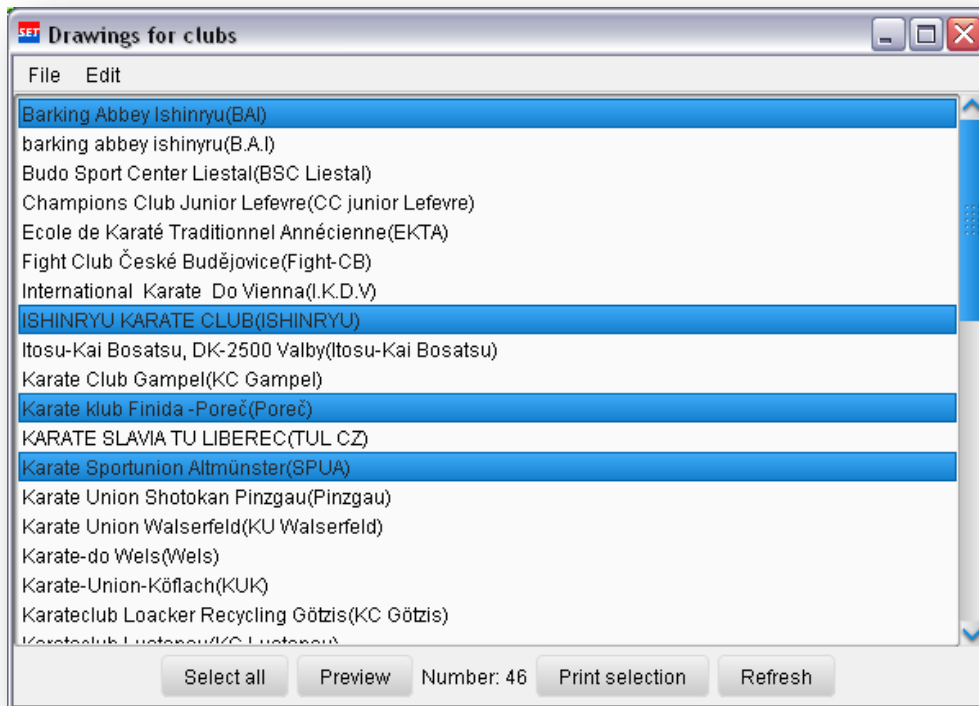 SET Drawings for clubs
File Edit
Barking Abbey Ishinryu(BAI)
barking abbey ishinyru(B.A.I)
Budo Sport Center Liestal(BSC Liestal)
Champions Club Junior Lefevre(CC junior Lefevre)
Ecole de Karaté Traditionnel Annécienne(EKTA)
Fight Club České Budějovice(Fight-CB)
International  Karate  Do Vienna(I.K.D.V)
ISHINRYU KARATE CLUB(ISHINRYU)
Itosu-Kai Bosatsu, DK-2500 Valby(Itosu-Kai Bosatsu)
Karate Club Gampel(KC Gampel)
Karate klub Finida -Poreč(Poreč)
KARATE SLAVIA TU LIBEREC(TUL CZ)
Karate Sportunion Altmünster(SPUA)
Karate Union Shotokan Pinzgau(Pinzgau)
Karate Union Walserfeld(KU Walserfeld)
Karate-do Wels(Wels)
Karate-Union-Köflach(KUK)
Karateclub Loacker Recycling Götzis(KC Götzis)
Karateclub Lustenau(KC Lustenau)
Select all Preview Number: 46 Print selection Refresh